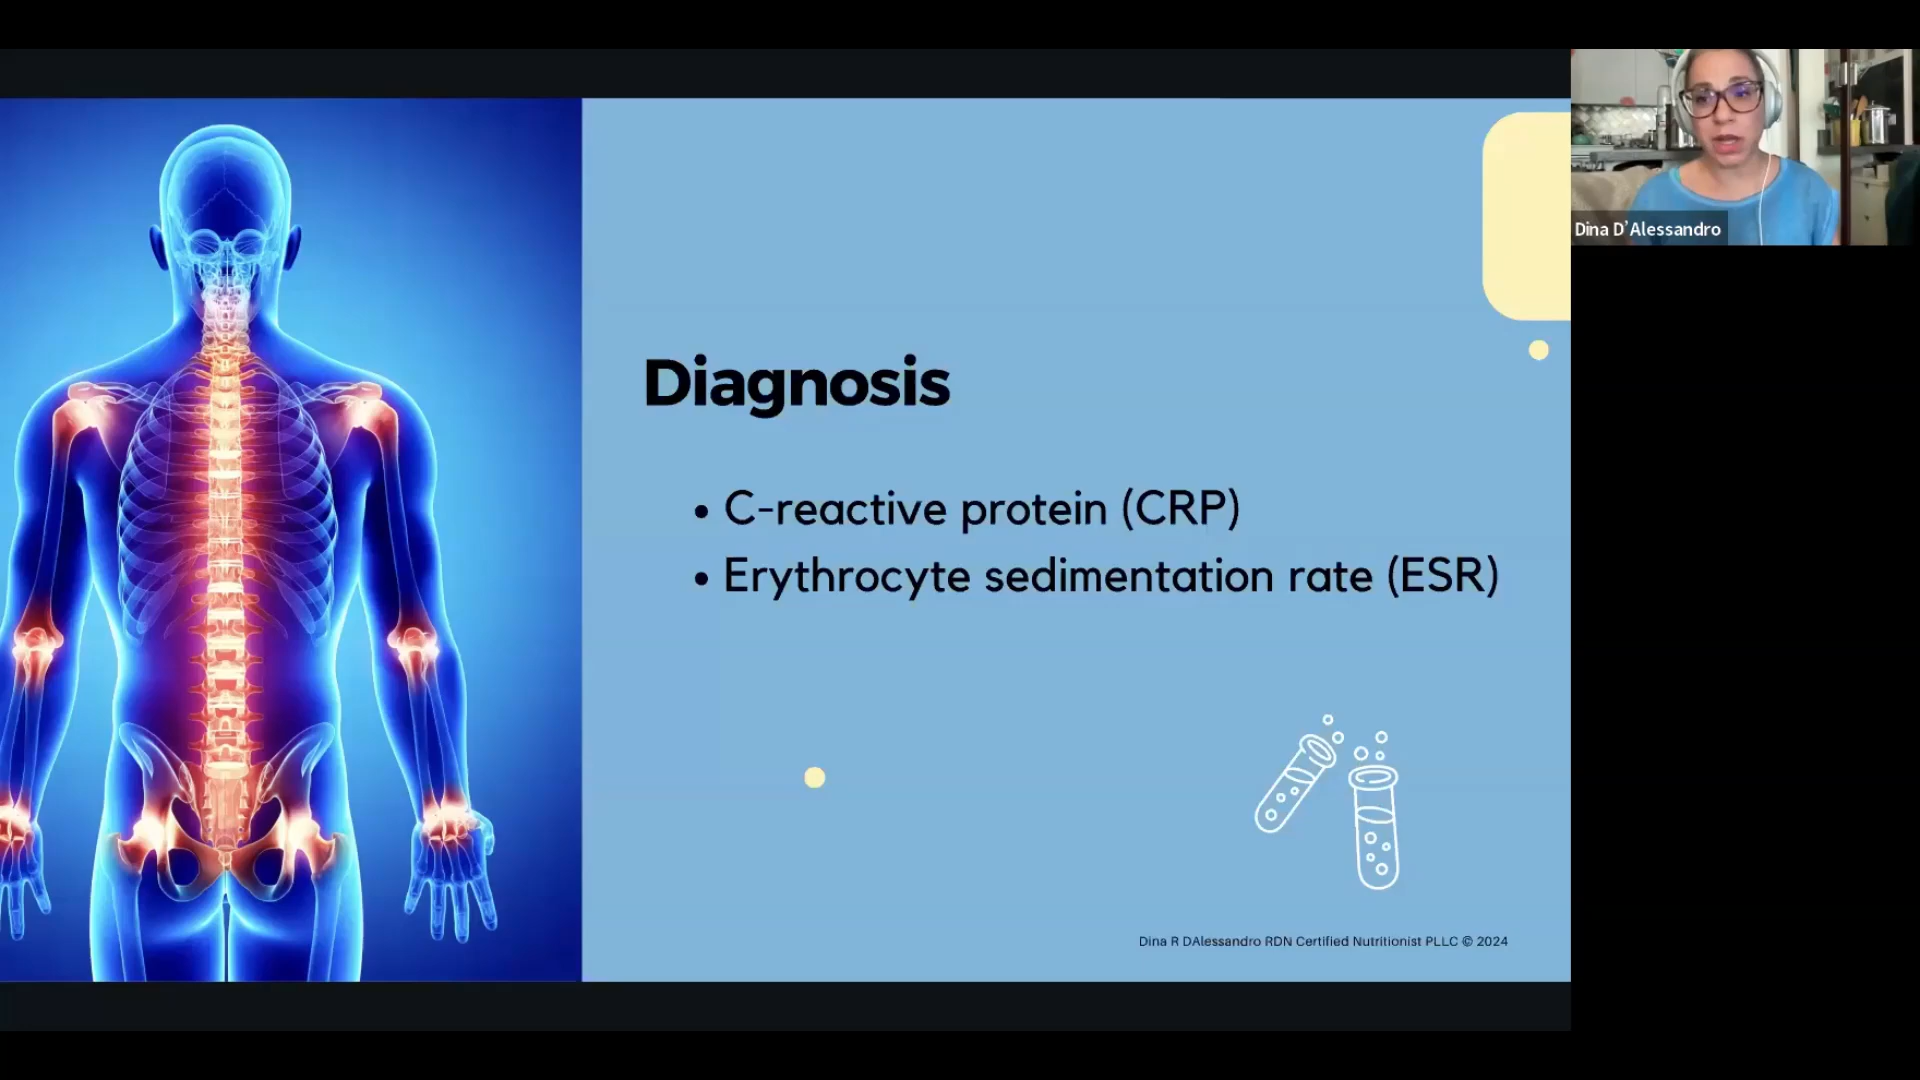 Dina D'Alessandro
Diagnosis
• C-reactive protein (CRP)
• Erythrocyte sedimentation rate (ESR)
Dina R DAlessandro RDN Certified Nutritionist PLLC © 2024